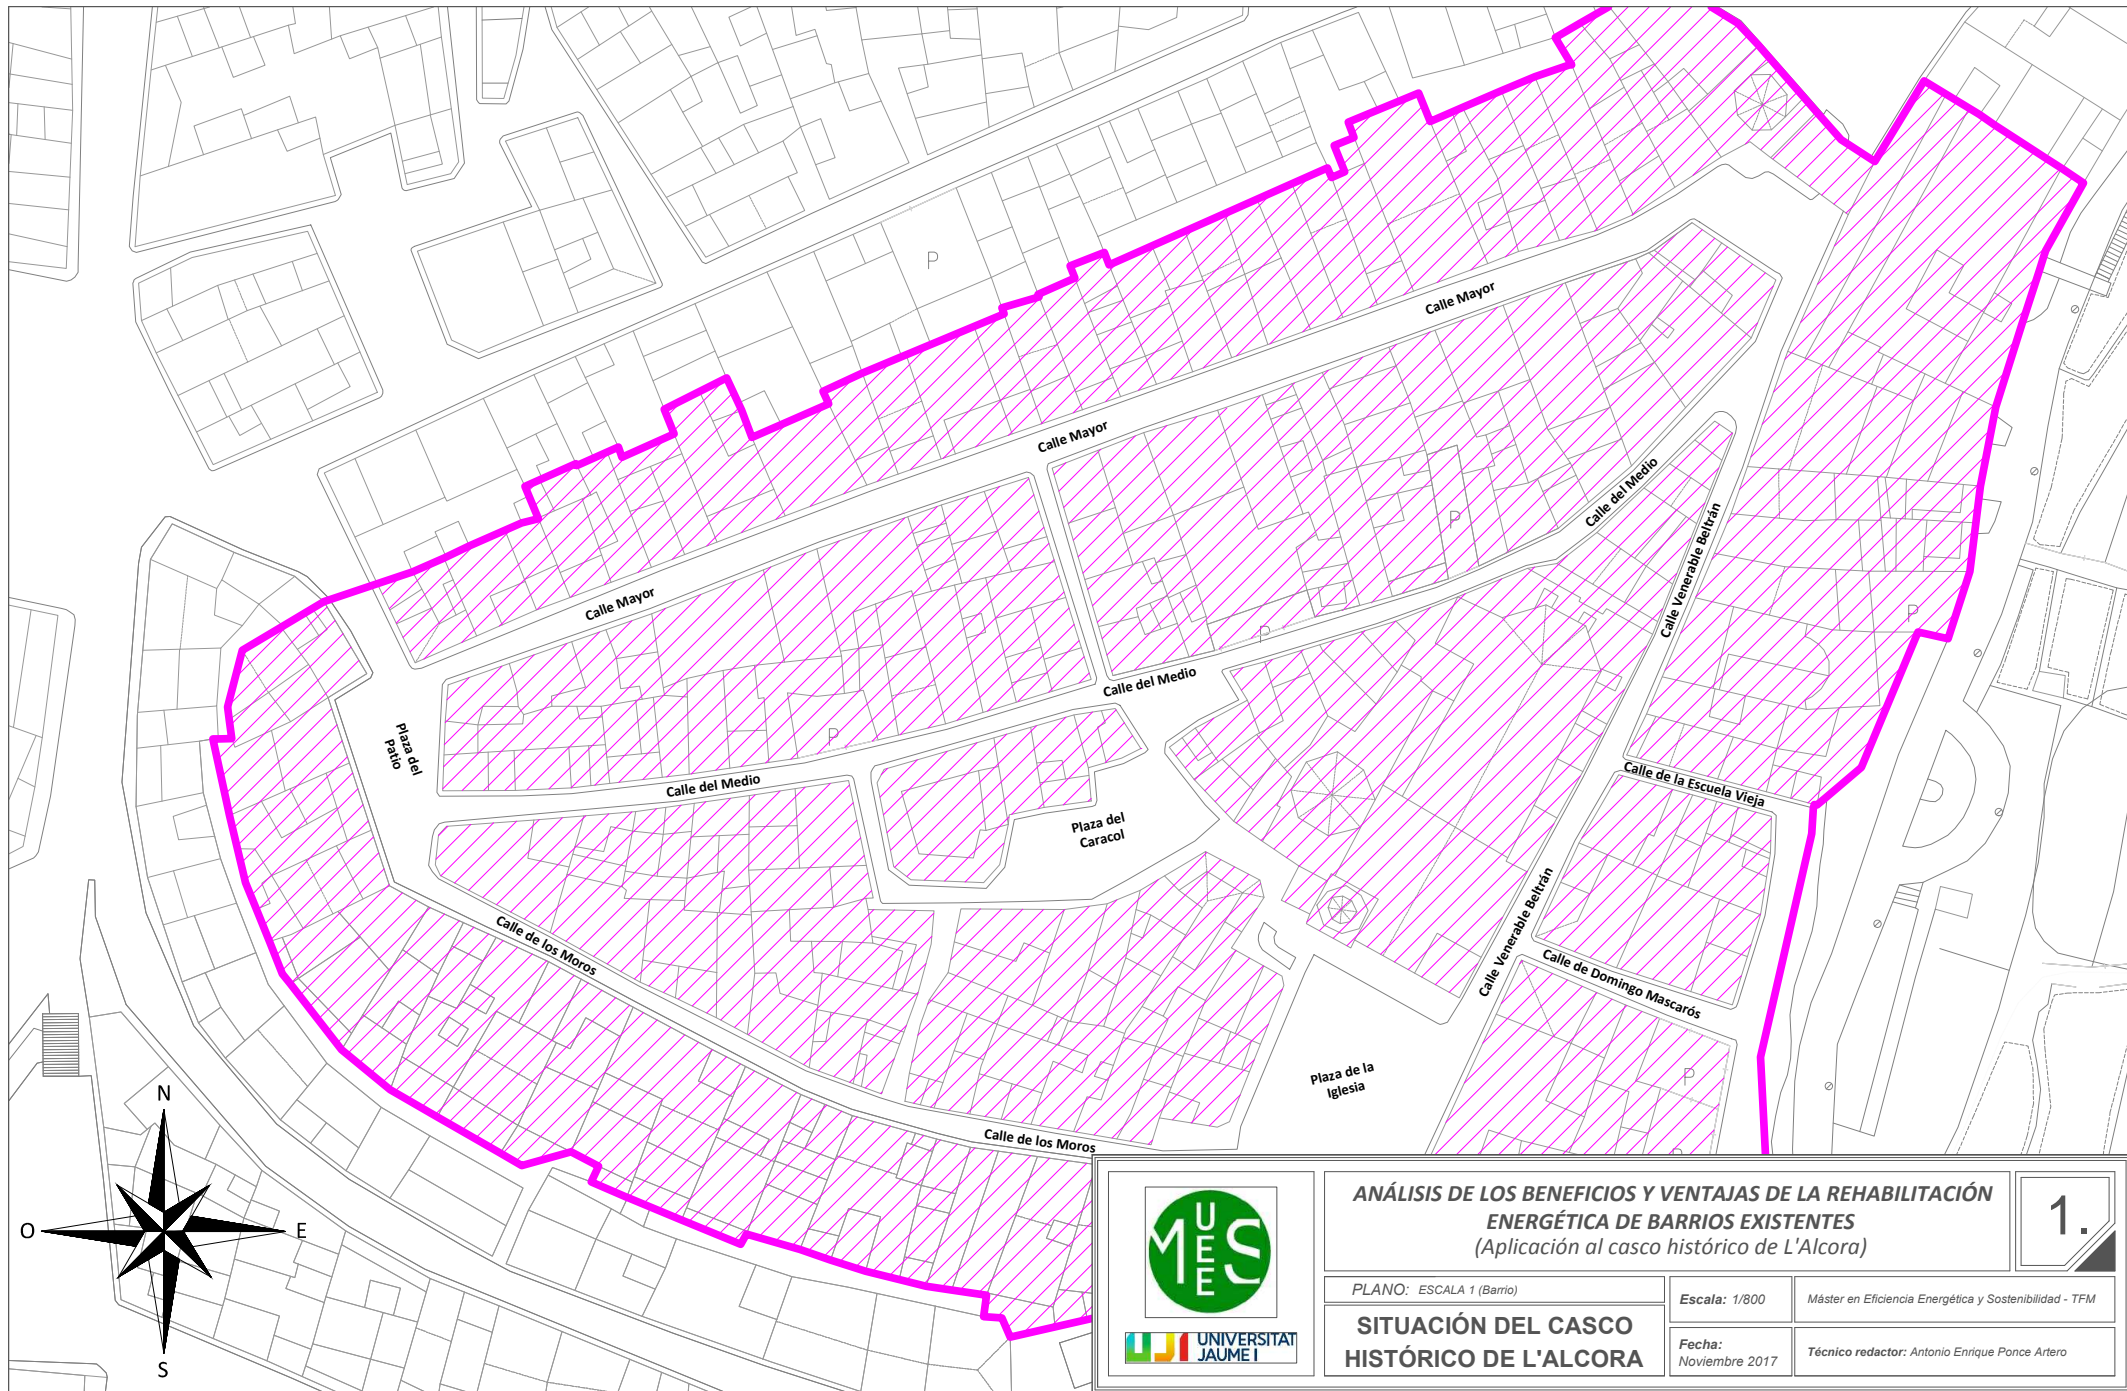 P
Calle Mayor
Calle Mayor
Calle del Medio
P
Calle Venerable Beltrán
Calle Mayor
P
P
Calle del Medio
Plaza del
Patio
P
Calle del Medio
Calle de la Escuela Vieja
Plaza del
Caracol
Calle de los Moros
Calle Venerable Beltrán
Calle de Domingo Mascarós
Plaza de la
Iglesia
P
Calle de los Moros
P
N
O
E
S
MUEEES
UNIVERSITAT
JAUME I
ANÁLISIS DE LOS BENEFICIOS Y VENTAJAS DE LA REHABILITACIÓN
ENERGÉTICA DE BARRIOS EXISTENTES
(Aplicación al casco histórico de L'Alcora)
1.
PLANO: ESCALA 1 (Barrio)
SITUACIÓN DEL CASCO
HISTÓRICO DE L'ALCORA
Escala: 1/800
Máster en Eficiencia Energética y Sostenibilidad - TFM
Fecha:
Noviembre 2017
Técnico redactor: Antonio Enrique Ponce Artero